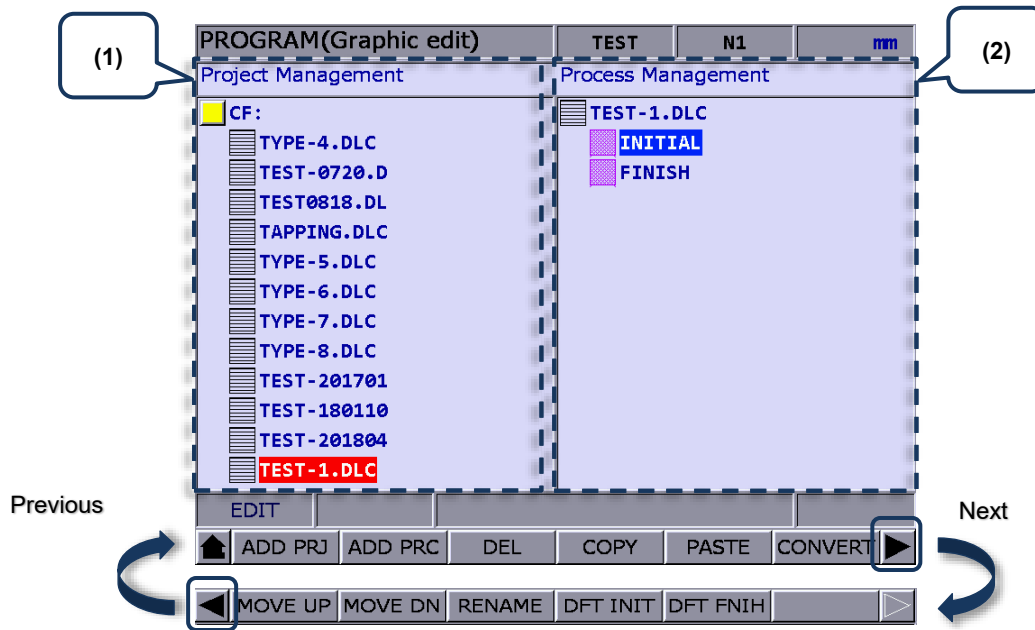 (1)
(2)
PROGRAM(Graphic edit) TEST N1 mm
Project Management Process Management
CF:
TYPE-4.DLC
TEST-0720.D
TEST0818.DL
TAPPING.DLC
TYPE-5.DLC
TYPE-6.DLC
TYPE-7.DLC
TYPE-8.DLC
TEST-201701
TEST-180110
TEST-201804
TEST-1.DLC
TEST-1.DLC
INITIAL
FINISH
Previous
Next
EDIT
ADD PRJ ADD PRC DEL COPY PASTE CONVERT
MOVE UP MOVE DN RENAME DFT INIT DFT FNIH